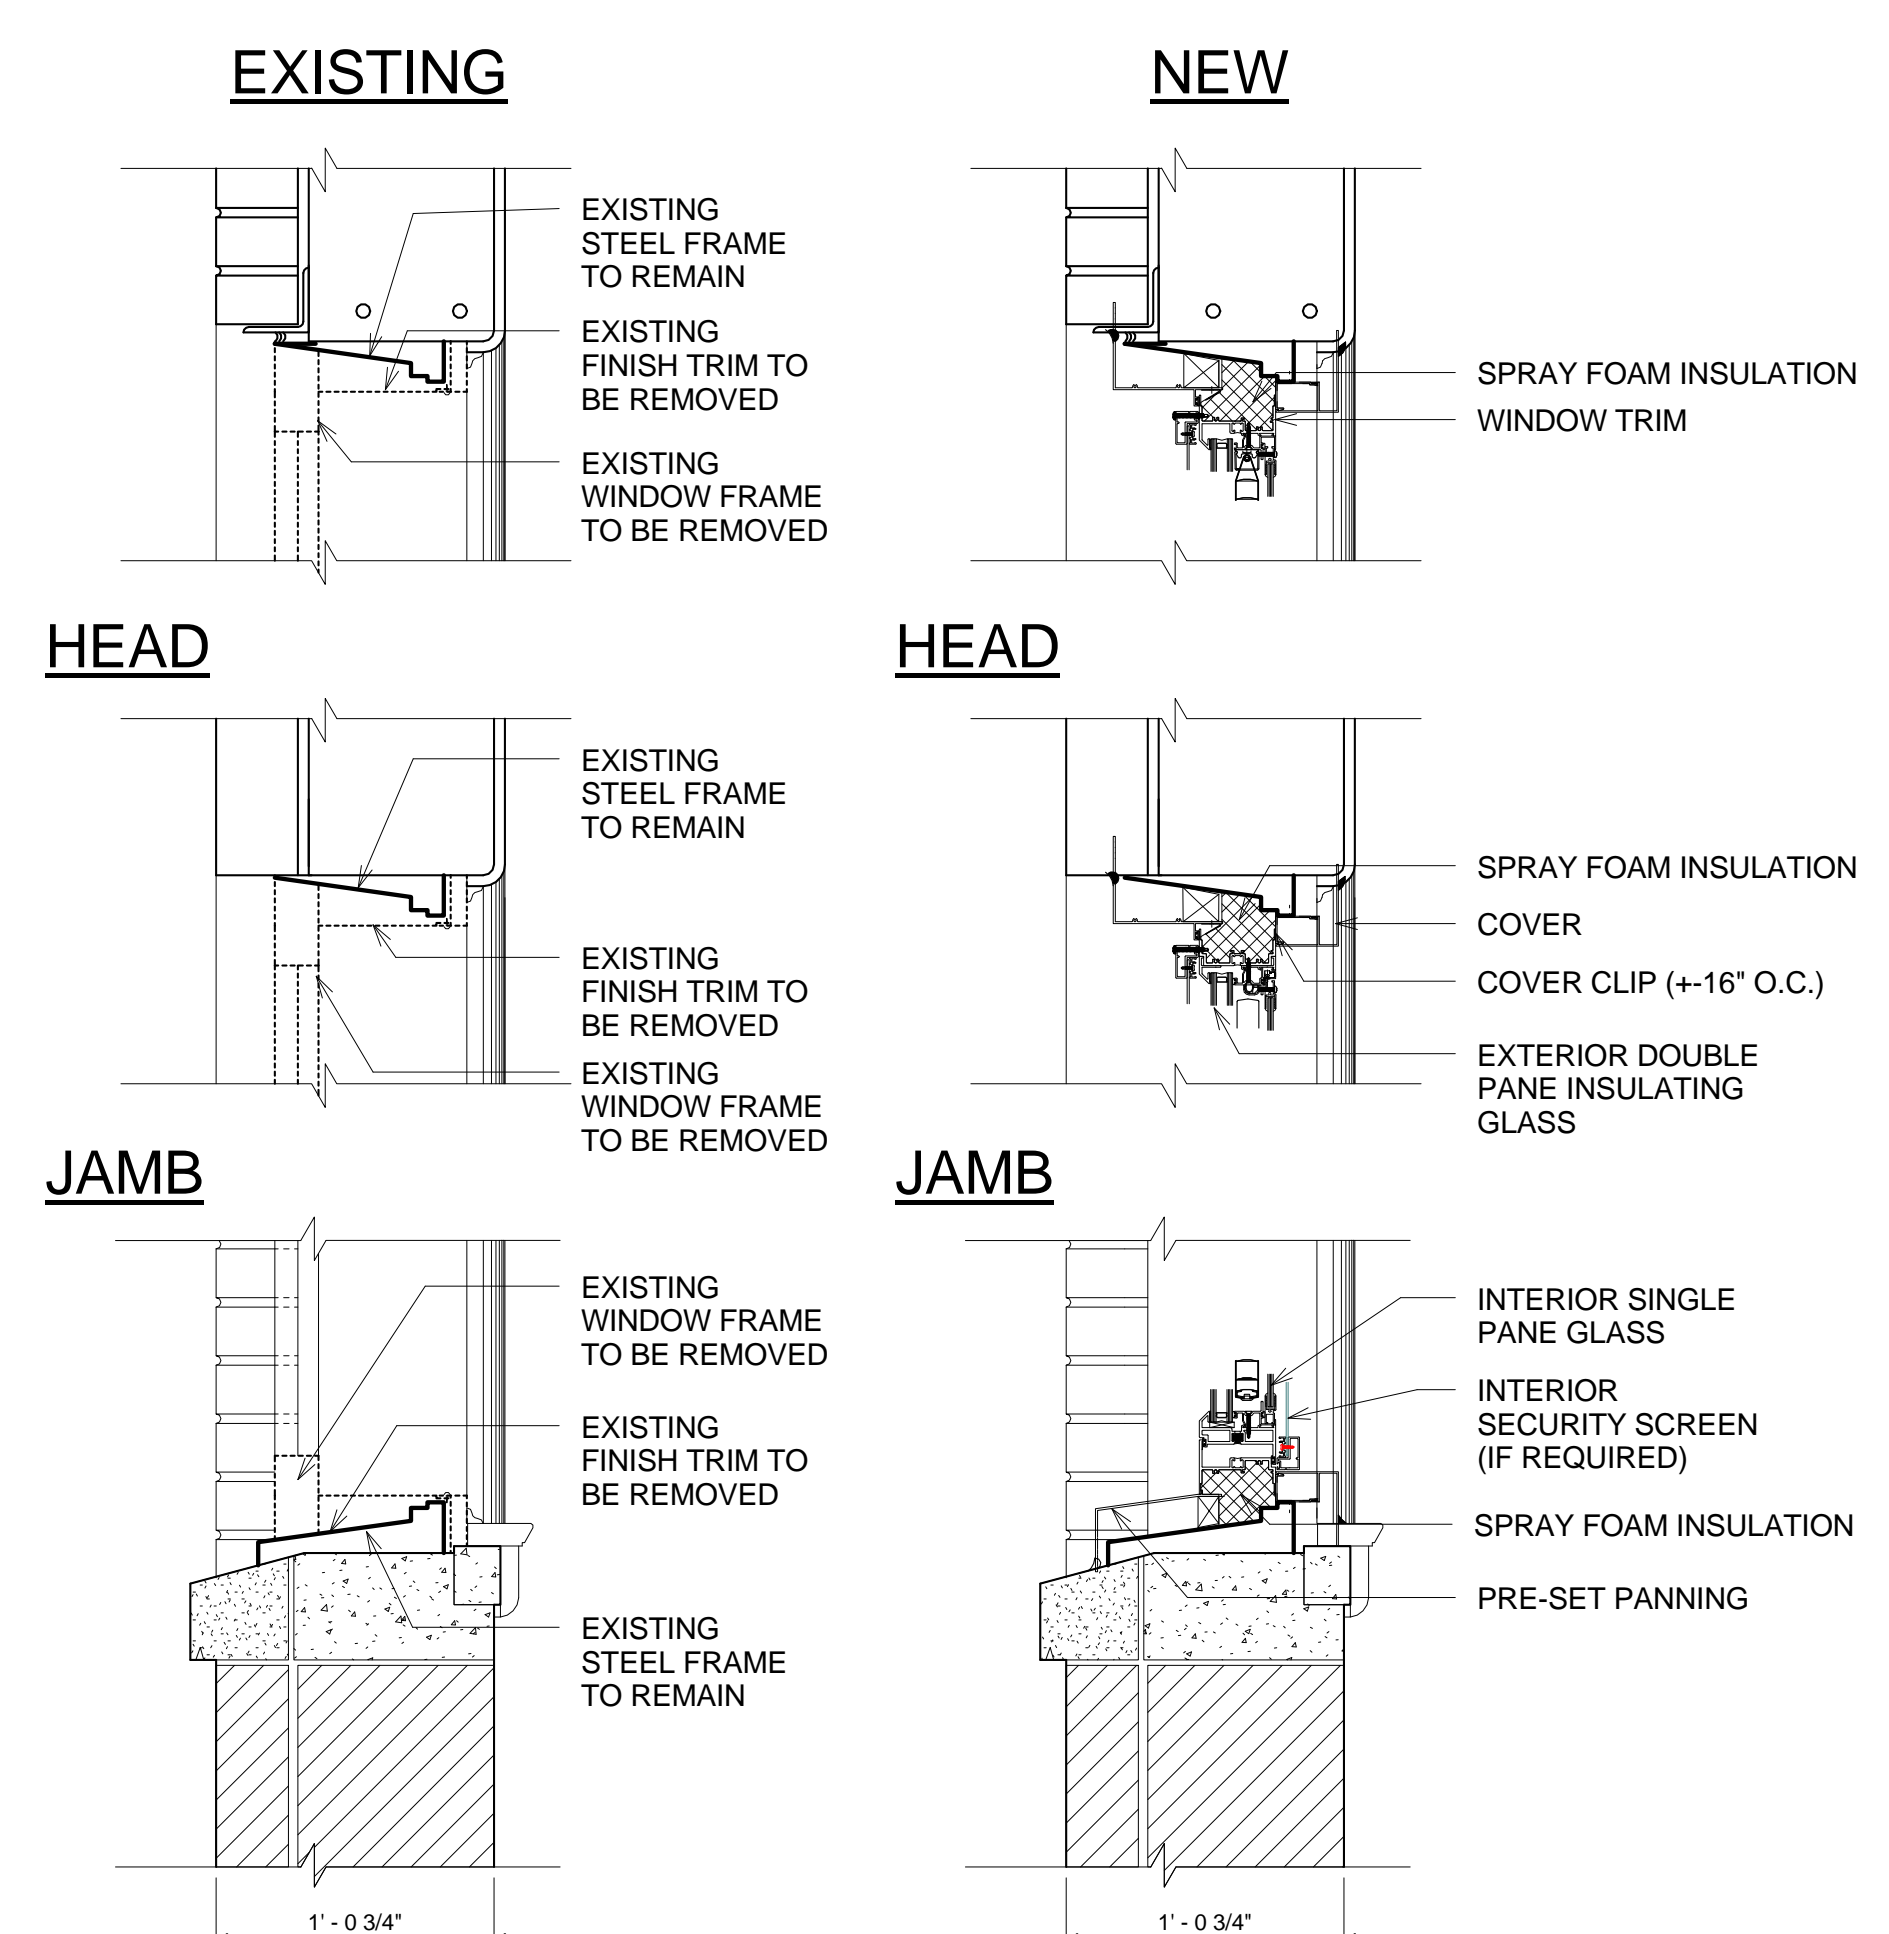 EXISTING
NEW
EXISTING
STEEL FRAME
TO REMAIN
EXISTING
FINISH TRIM TO
BE REMOVED
EXISTING
WINDOW FRAME
TO BE REMOVED
SPRAY FOAM INSULATION
WINDOW TRIM
HEAD
HEAD
EXISTING
STEEL FRAME
TO REMAIN
EXISTING
FINISH TRIM TO
BE REMOVED
EXISTING
WINDOW FRAME
TO BE REMOVED
SPRAY FOAM INSULATION
COVER
COVER CLIP (+-16" O.C.)
EXTERIOR DOUBLE
PANE INSULATING
GLASS
JAMB
JAMB
EXISTING
WINDOW FRAME
TO BE REMOVED
EXISTING
FINISH TRIM TO
BE REMOVED
EXISTING
STEEL FRAME
TO REMAIN
INTERIOR SINGLE
PANE GLASS
INTERIOR
SECURITY SCREEN
(IF REQUIRED)
SPRAY FOAM INSULATION
PRE-SET PANNING
1' - 0 3/4"
1' - 0 3/4"